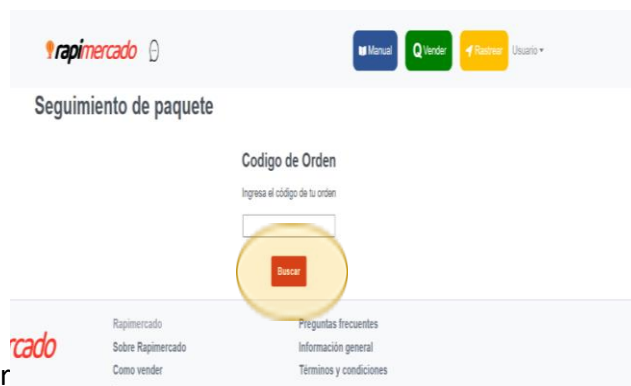 rapimercado
Manual
Vender
Rastrear
Usuario
Seguimiento de paquete
Codigo de Orden
Ingresa el código de tu orden
Buscar
rcado
Rapimercado
Sobre Rapimercado
Como vender
Preguntas frecuentes
Información general
Términos y condiciones
r